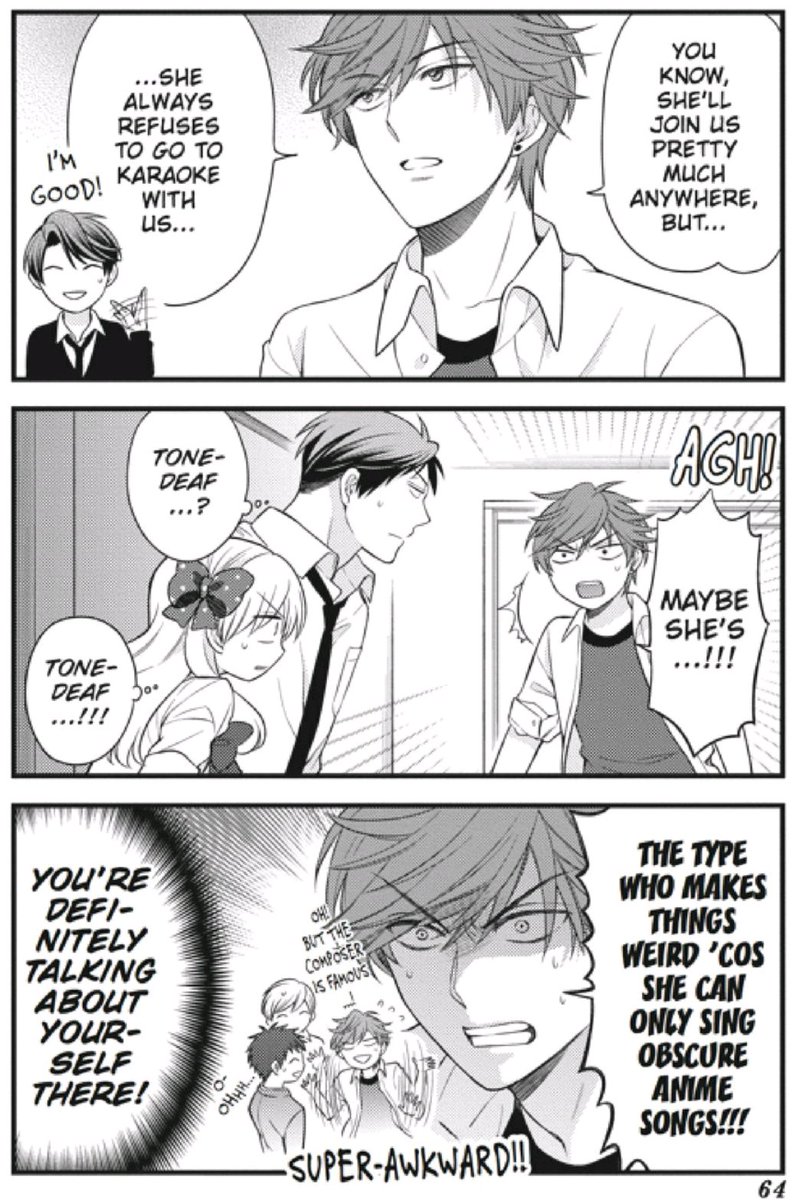 YOU
KNOW,
SHE'LL
JOIN US
PRETTY
MUCH
ANYWHERE,
BUT...
...SHE
ALWAYS
REFUSES
TO GO TO
KARAOKE
WITH
US...
I'M
GOOD!
AGH!
MAYBE
SHE'S
...!!!
TONE-
DEAF
...?
TONE-
DEAF
...!!!
THE TYPE
WHO MAKES
THINGS
WEIRD 'COS
SHE CAN
ONLY SING
OBSCURE
ANIME
SONGS!!!
OH!
BUT THE
COMPOSER
IS FAMOUS
...!
O-
OHHH...
SUPER-AWKWARD!!
YOU'RE
DEFI-
NITELY
TALKING
ABOUT
YOUR-
SELF
THERE!
64